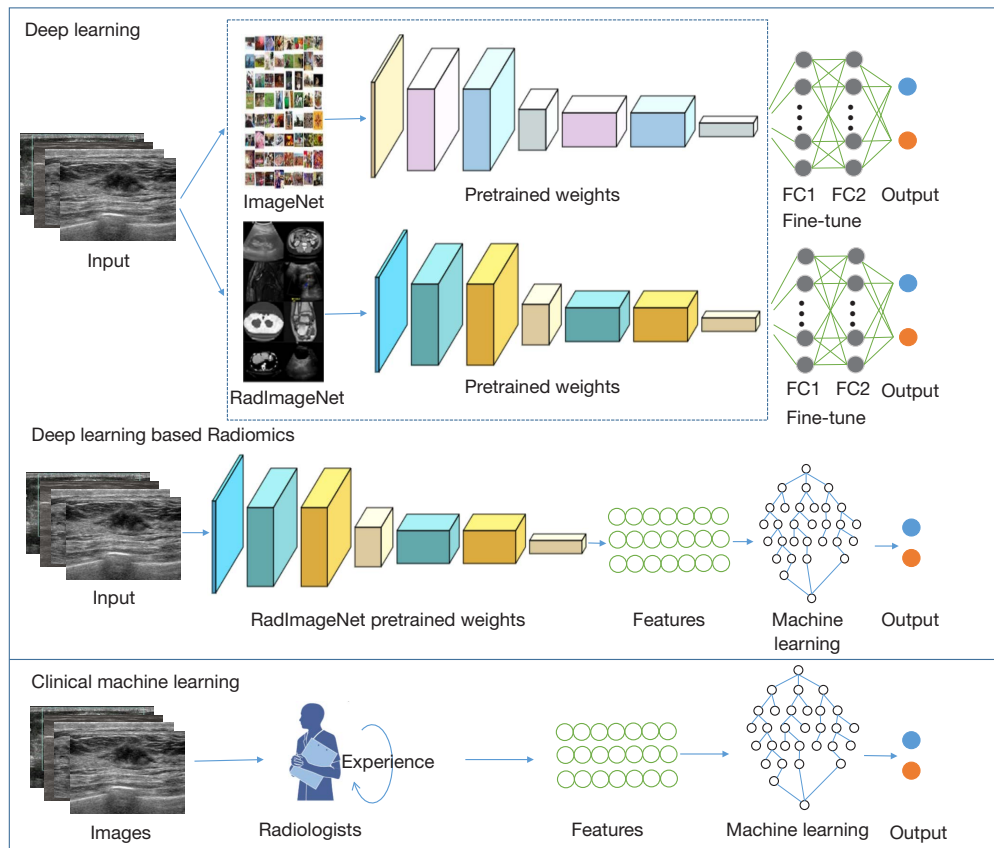 Deep learning
ImageNet
Pretrained weights
FC1 FC2 Output
Fine-tune
Input
RadImageNet
Pretrained weights
FC1 FC2 Output
Fine-tune
Deep learning based Radiomics
Input
RadImageNet pretrained weights
Features
Machine
learning
Output
Clinical machine learning
Experience
Images
Radiologists
Features
Machine learning
Output